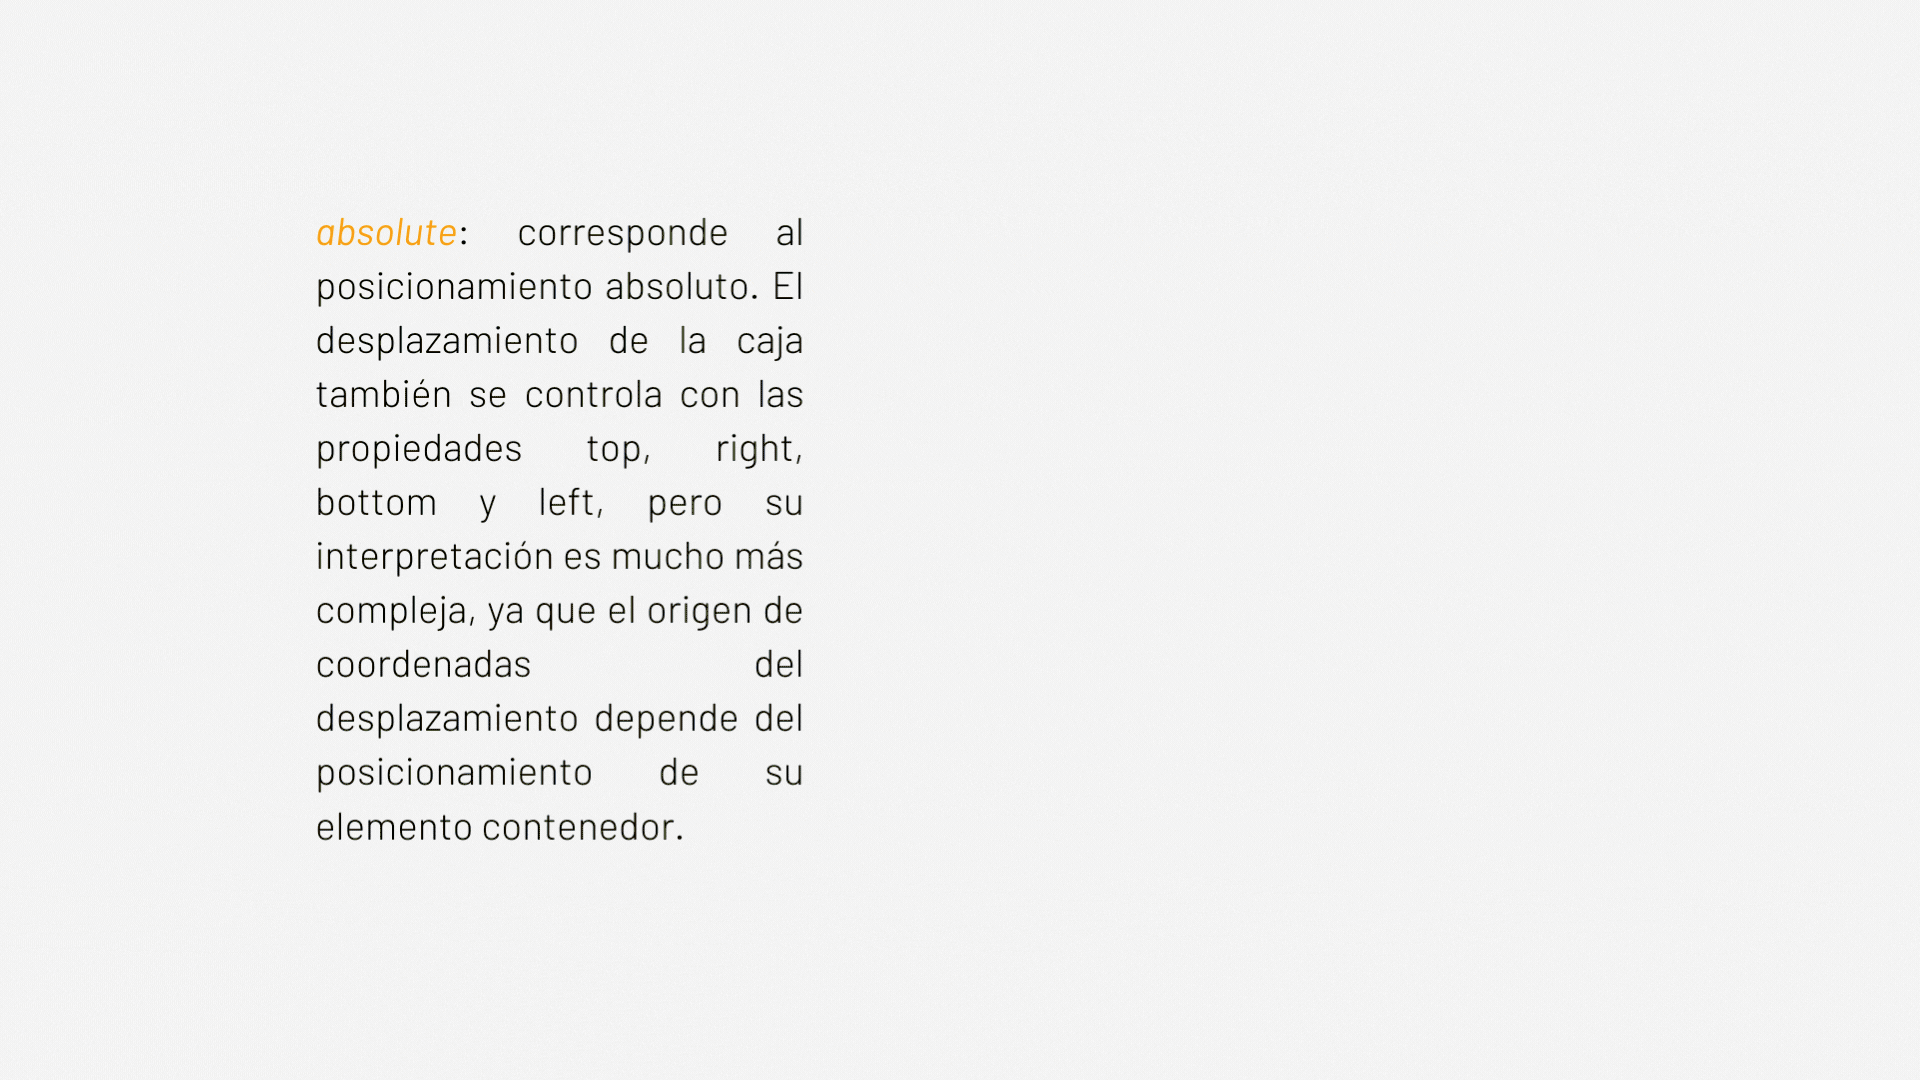 absolute: corresponde al
posicionamiento absoluto. El
desplazamiento de la caja
también se controla con las
propiedades top, right,
bottom y left, pero su
interpretación es mucho más
compleja, ya que el origen de
coordenadas del
desplazamiento depende del
posicionamiento de su
elemento contenedor.